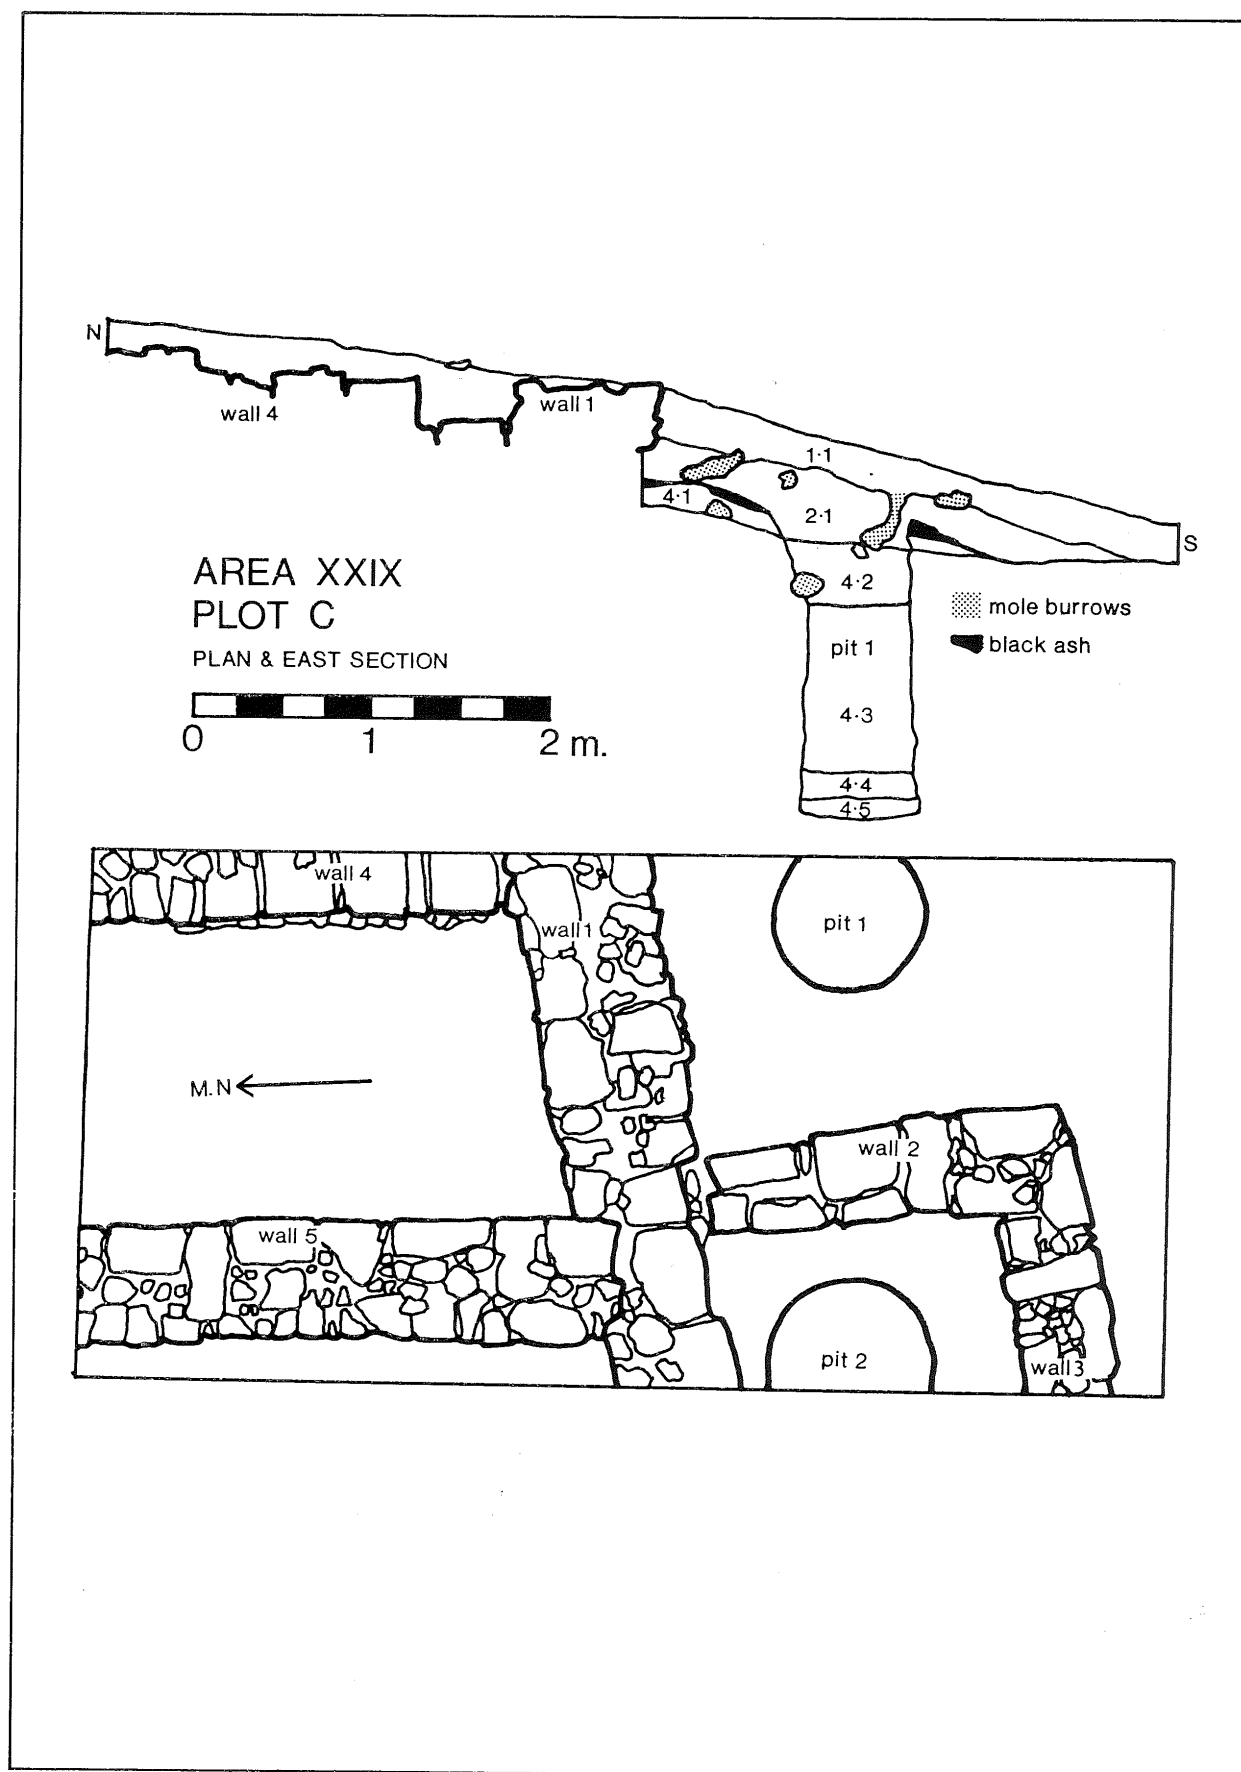 N
wall 4
wall 1
1·1
4·1
2·1
S
4·2
AREA XXIX
PLOT C
PLAN & EAST SECTION
mole burrows
black ash
pit 1
4·3
0 1 2 m.
4·4
4·5
wall 4
wall 1
pit 1
M.N
wall 2
wall 5
pit 2
wall 3